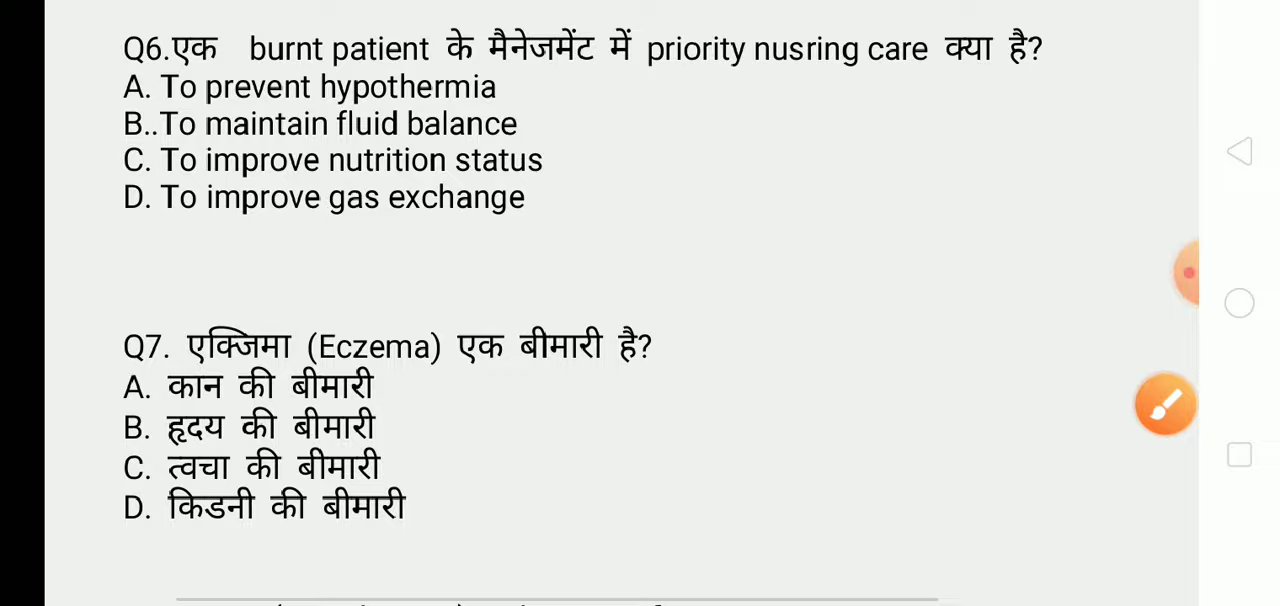 Q6.एक burnt patient के मैनेजमेंट में priority nusring care क्या है?
A. To prevent hypothermia
B..To maintain fluid balance
C. To improve nutrition status
D. To improve gas exchange
Q7. एक्जिमा (Eczema) एक बीमारी है?
A. कान की बीमारी
B. हृदय की बीमारी
C. त्वचा की बीमारी
D. किडनी की बीमारी